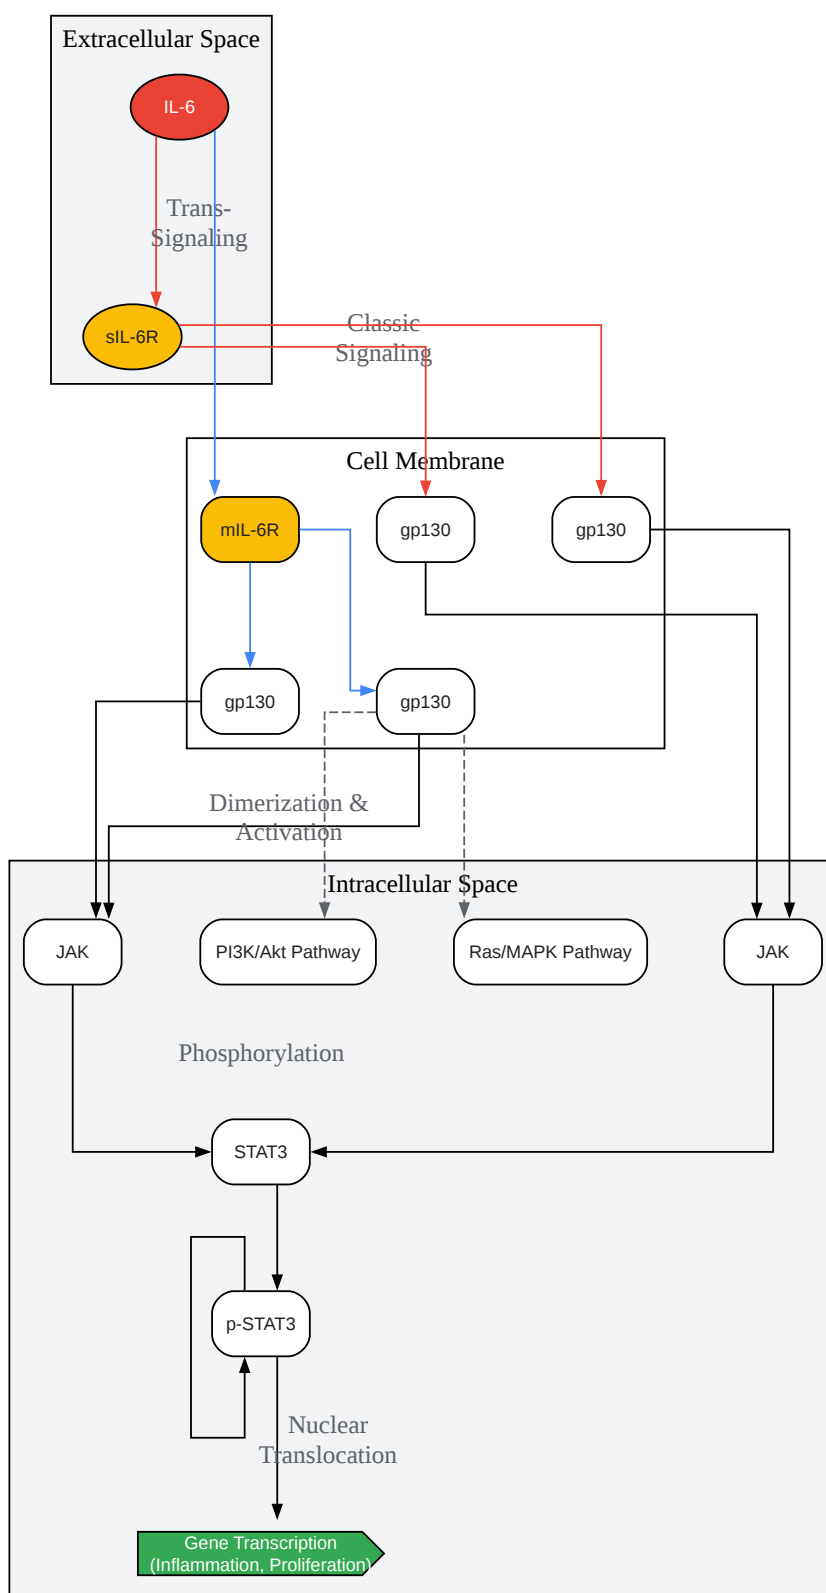 Extracellular Space
IL-6
Trans-
Signaling
sIL-6R
Classic
Signaling
Cell Membrane
mIL-6R
gp130
gp130
gp130
gp130
Dimerization &
Activation
Intracellular Space
JAK
PI3K/Akt Pathway
Ras/MAPK Pathway
JAK
Phosphorylation
STAT3
p-STAT3
Nuclear
Translocation
Gene Transcription
(Inflammation, Proliferation)